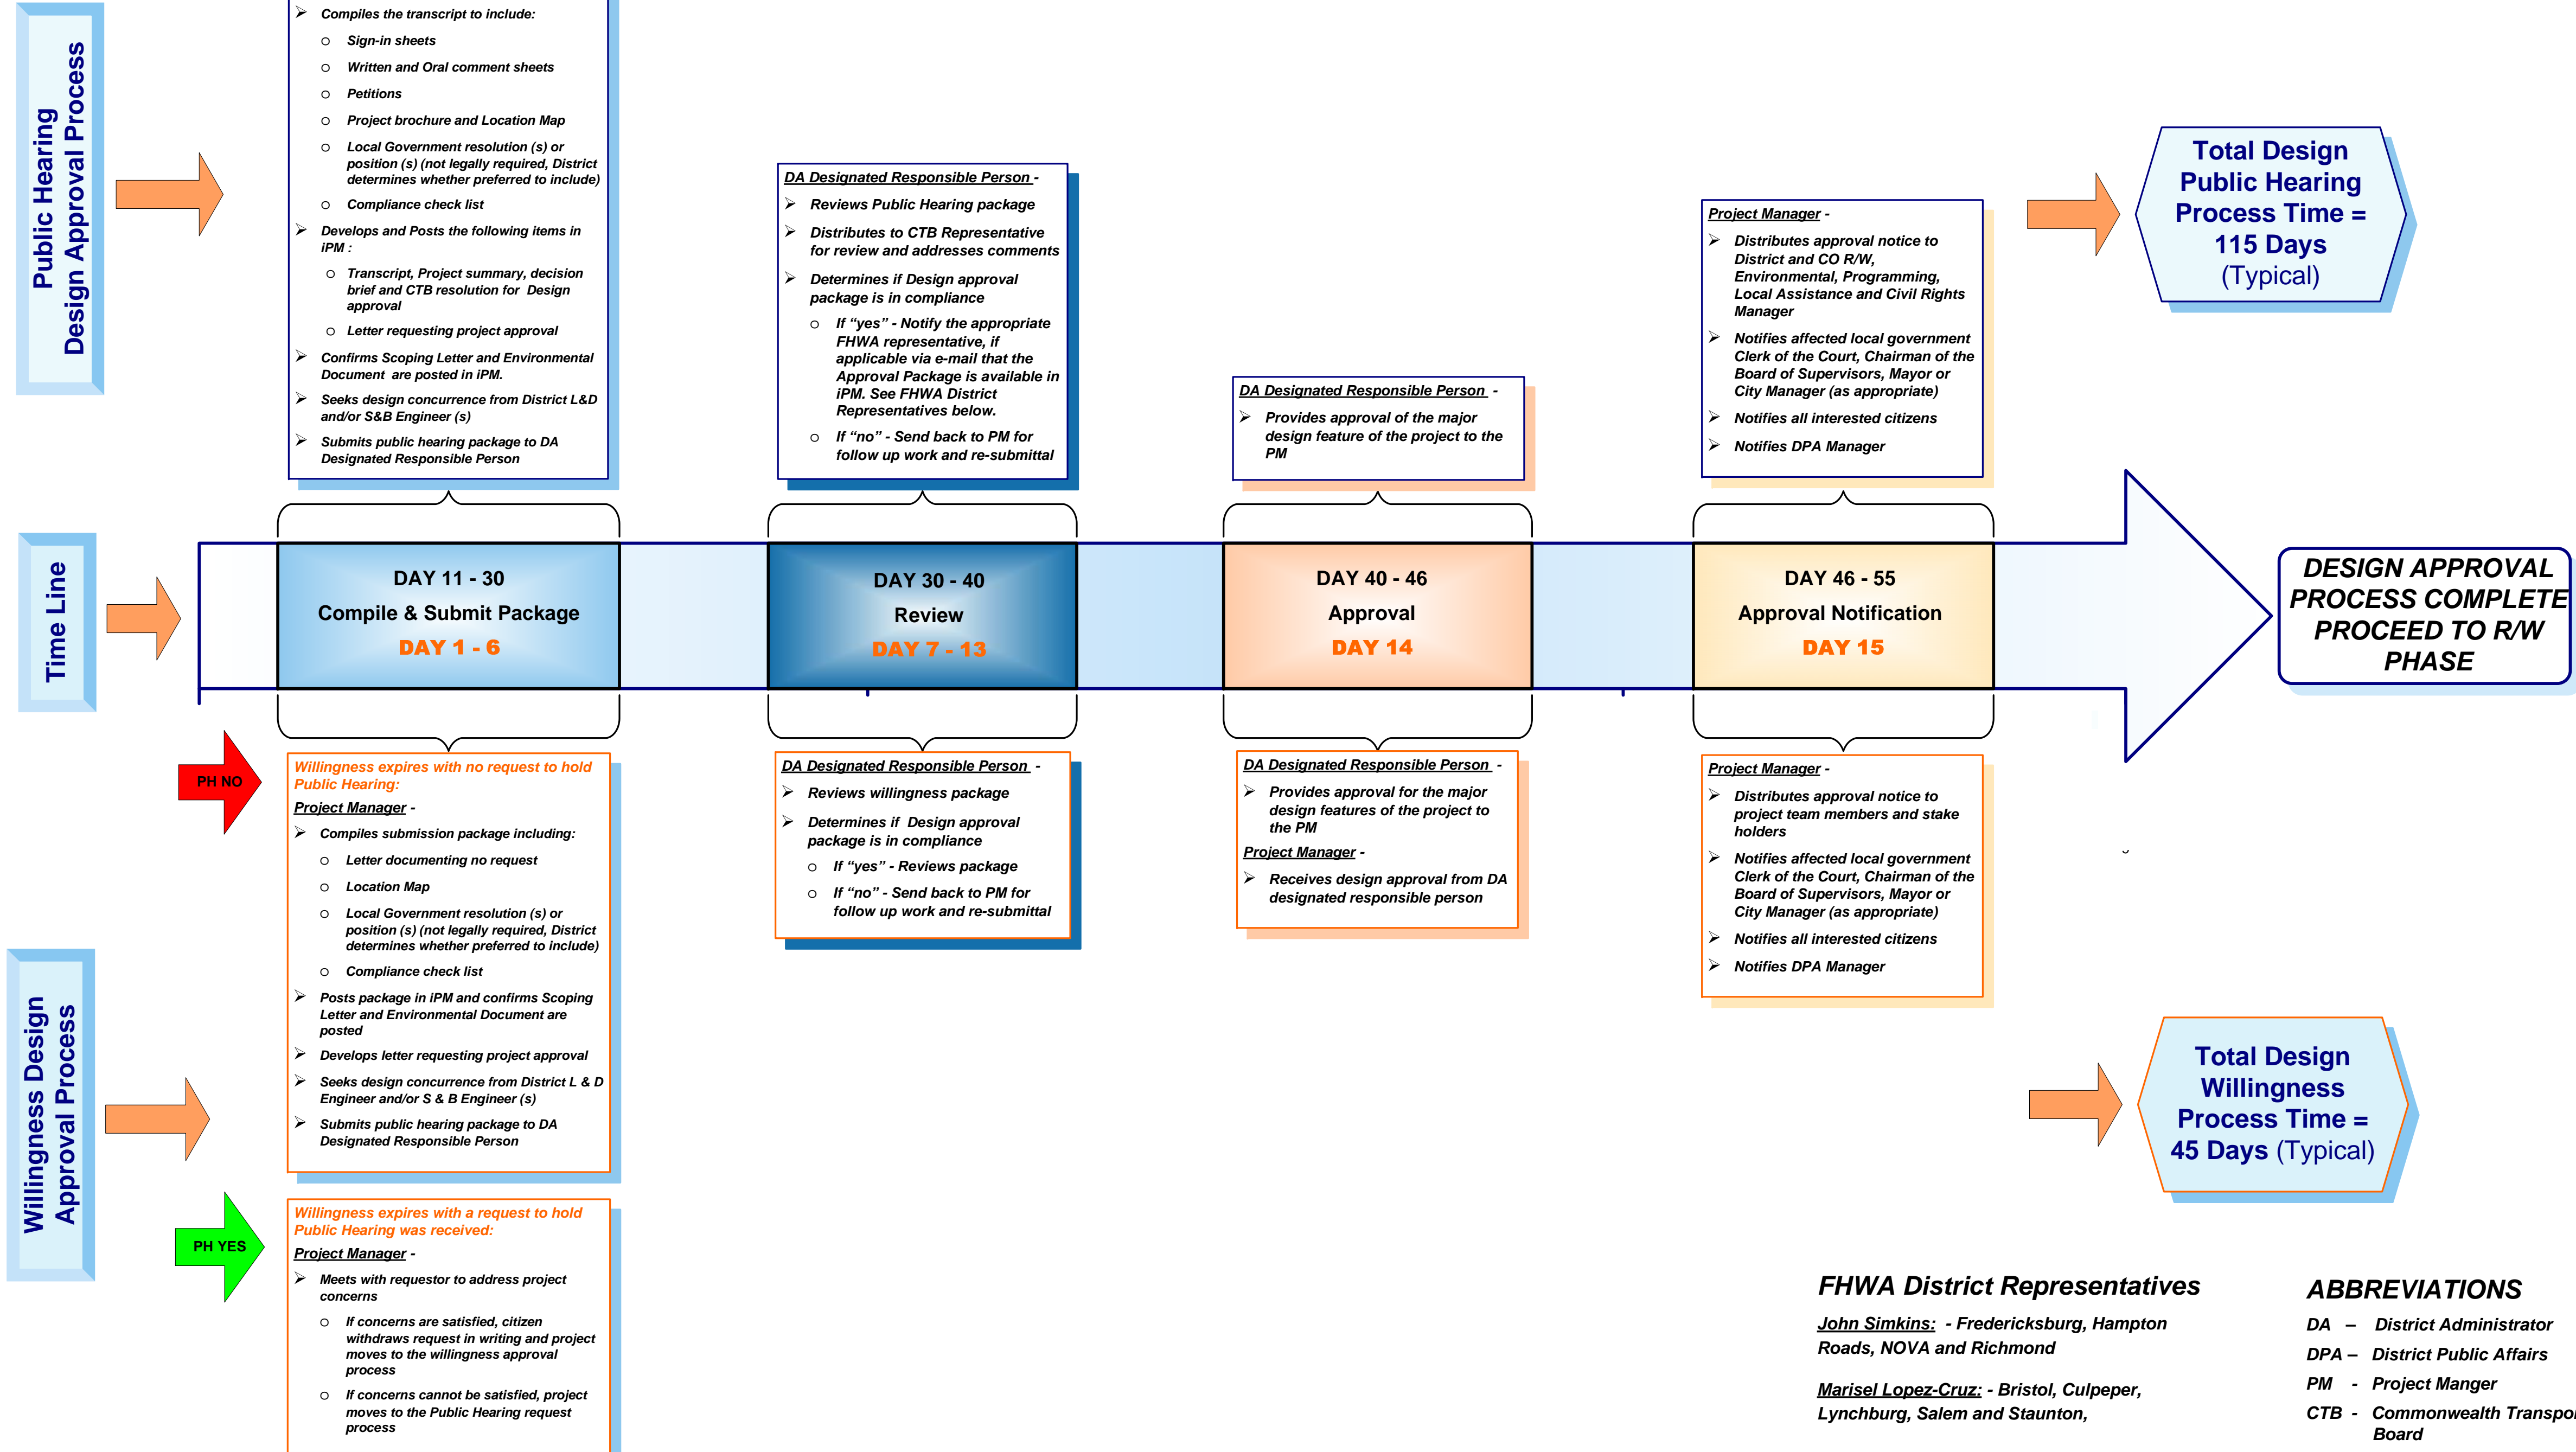 Public Hearing
Design Approval Process
➢ Compiles the transcript to include:
o Sign-in sheets
o Written and Oral comment sheets
o Petitions
o Project brochure and Location Map
o Local Government resolution (s) or
position (s) (not legally required, District
determines whether preferred to include)
o Compliance check list
➢ Develops and Posts the following items in
iPM :
o Transcript, Project summary, decision
brief and CTB resolution for Design
approval
o Letter requesting project approval
➢ Confirms Scoping Letter and Environmental
Document are posted in iPM.
➢ Seeks design concurrence from District L&D
and/or S&B Engineer (s)
➢ Submits public hearing package to DA
Designated Responsible Person
DA Designated Responsible Person -
➢ Reviews Public Hearing package
➢ Distributes to CTB Representative
for review and addresses comments
➢ Determines if Design approval
package is in compliance
o If “yes” - Notify the appropriate
FHWA representative, if
applicable via e-mail that the
Approval Package is available in
iPM. See FHWA District
Representatives below.
o If “no” - Send back to PM for
follow up work and re-submittal
DA Designated Responsible Person -
➢ Provides approval of the major
design feature of the project to the
PM
Project Manager -
➢ Distributes approval notice to
District and CO R/W,
Environmental, Programming,
Local Assistance and Civil Rights
Manager
➢ Notifies affected local government
Clerk of the Court, Chairman of the
Board of Supervisors, Mayor or
City Manager (as appropriate)
➢ Notifies all interested citizens
➢ Notifies DPA Manager
Total Design
Public Hearing
Process Time =
115 Days
(Typical)
Time Line
DAY 11 - 30
Compile & Submit Package
DAY 1 - 6
DAY 30 - 40
Review
DAY 7 - 13
DAY 40 - 46
Approval
DAY 14
DAY 46 - 55
Approval Notification
DAY 15
DESIGN APPROVAL
PROCESS COMPLETE
PROCEED TO R/W
PHASE
Willingness Design
Approval Process
PH NO
Willingness expires with no request to hold
Public Hearing:
Project Manager -
➢ Compiles submission package including:
o Letter documenting no request
o Location Map
o Local Government resolution (s) or
position (s) (not legally required, District
determines whether preferred to include)
o Compliance check list
➢ Posts package in iPM and confirms Scoping
Letter and Environmental Document are
posted
➢ Develops letter requesting project approval
➢ Seeks design concurrence from District L & D
Engineer and/or S & B Engineer (s)
➢ Submits public hearing package to DA
Designated Responsible Person
DA Designated Responsible Person -
➢ Reviews willingness package
➢ Determines if Design approval
package is in compliance
o If “yes” - Reviews package
o If “no” - Send back to PM for
follow up work and re-submittal
DA Designated Responsible Person -
➢ Provides approval for the major
design features of the project to
the PM
Project Manager -
➢ Receives design approval from DA
designated responsible person
Project Manager -
➢ Distributes approval notice to
project team members and stake
holders
➢ Notifies affected local government
Clerk of the Court, Chairman of the
Board of Supervisors, Mayor or
City Manager (as appropriate)
➢ Notifies all interested citizens
➢ Notifies DPA Manager
Total Design
Willingness
Process Time =
45 Days (Typical)
PH YES
Willingness expires with a request to hold
Public Hearing was received:
Project Manager -
➢ Meets with requestor to address project
concerns
o If concerns are satisfied, citizen
withdraws request in writing and project
moves to the willingness approval
process
o If concerns cannot be satisfied, project
moves to the Public Hearing request
process
FHWA District Representatives
John Simkins: - Fredericksburg, Hampton
Roads, NOVA and Richmond
Marisel Lopez-Cruz: - Bristol, Culpeper,
Lynchburg, Salem and Staunton,
ABBREVIATIONS
DA – District Administrator
DPA – District Public Affairs
PM - Project Manger
CTB - Commonwealth
Board